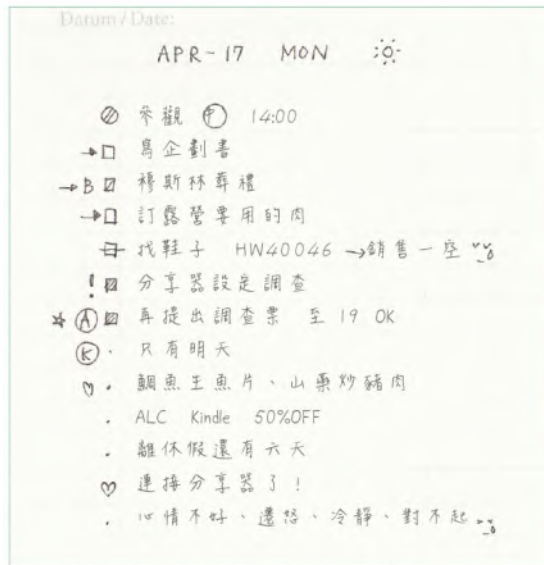 Datum / Date:
APR-17 MON
參觀 中 14:00
寫企劃書
B 穆斯林葬禮
訂露營要用的肉
找鞋子 HW40046 →銷售一空
! 分享器設定調查
A 再提出調查票 至 19 OK
K · 只有明天
♡ · 鯛魚生魚片、山藥炒豬肉
· ALC Kindle 50%OFF
· 離休假還有六天
♡ 連接分享器了!
· 心情不好、遷怒、冷靜、對不起